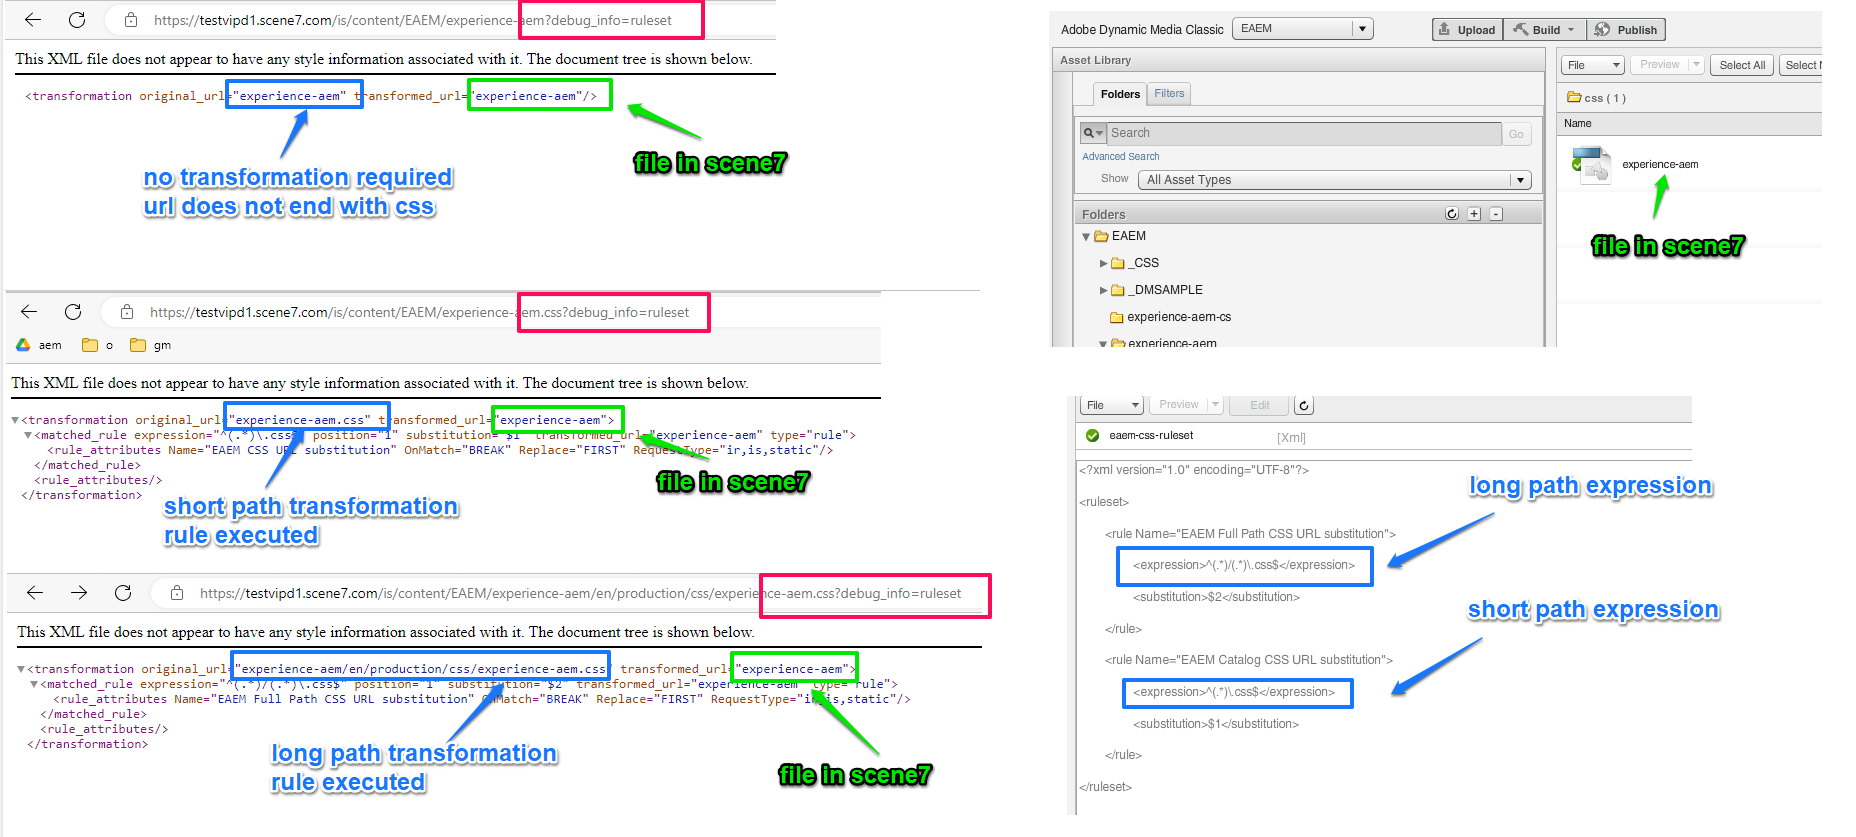 https://testvipd1.scene7.com/is/content/EAEM/experience-aem?debug_info=ruleset
This XML file does not appear to have any style information associated with it. The document tree is shown below.
<transformation original_url="experience-aem" transformed_url="experience-aem"/>
file in scene7
no transformation required
url does not end with css
https://testvipd1.scene7.com/is/content/EAEM/experience-aem.css?debug_info=ruleset
aem o gm
This XML file does not appear to have any style information associated with it. The document tree is shown below.
▼<transformation original_url="experience-aem.css" transformed_url="experience-aem">
▼<matched_rule expression="^(.*)\.css$" position="1" substitution="$1" transformed_url="experience-aem" type="rule">
<rule_attributes Name="EAEM CSS URL substitution" OnMatch="BREAK" Replace="FIRST" RequestType="ir,is,static"/>
</matched_rule>
<rule_attributes/>
</transformation>
file in scene7
short path transformation
rule executed
https://testvipd1.scene7.com/is/content/EAEM/experience-aem/en/production/css/experience-aem.css?debug_info=ruleset
This XML file does not appear to have any style information associated with it. The document tree is shown below.
▼<transformation original_url="experience-aem/en/production/css/experience-aem.css" transformed_url="experience-aem">
▼<matched_rule expression="^(.*)/(.*)\.css$" position="1" substitution="$2" transformed_url="experience-aem" type="rule">
<rule_attributes Name="EAEM Full Path CSS URL substitution" OnMatch="BREAK" Replace="FIRST" RequestType="ir,is,static"/>
</matched_rule>
<rule_attributes/>
</transformation>
long path transformation
rule executed
file in scene7
Adobe Dynamic Media Classic EAEM Upload Build Publish
Asset Library
Folders Filters
Search Go
Advanced Search
Show All Asset Types
Folders
EAEM
_CSS
_DMSAMPLE
experience-aem-cs
experience-aem
File Preview Select All Select N
css ( 1 )
Name
experience-aem
file in scene7
File Preview Edit
eaem-css-ruleset [Xml]
<?xml version="1.0" encoding="UTF-8"?>
<ruleset>
<rule Name="EAEM Full Path CSS URL substitution">
<expression>^(.*)/(.*)\.css$</expression>
<substitution>$2</substitution>
</rule>
<rule Name="EAEM Catalog CSS URL substitution">
<expression>^(.*)\.css$</expression>
<substitution>$1</substitution>
</rule>
</ruleset>
long path expression
short path expression